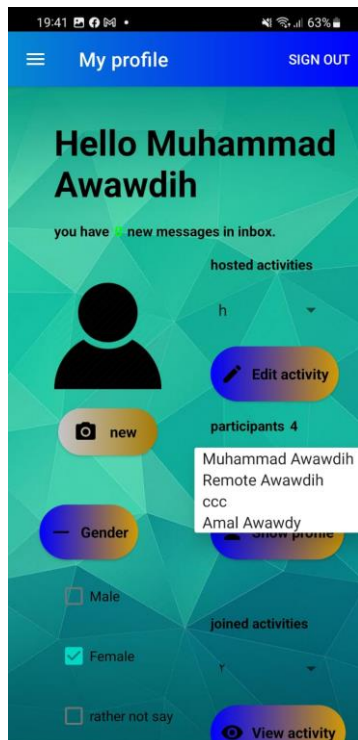 19:41 63%
My profile SIGN OUT
Hello Muhammad
Awawdih
you have new messages in inbox.
hosted activities
h
Edit activity
new
participants 4
Muhammad Awawdih
Remote Awawdih
ccc
Amal Awawdy
Show profile
Gender
Male
joined activities
Female
rather not say
View activity